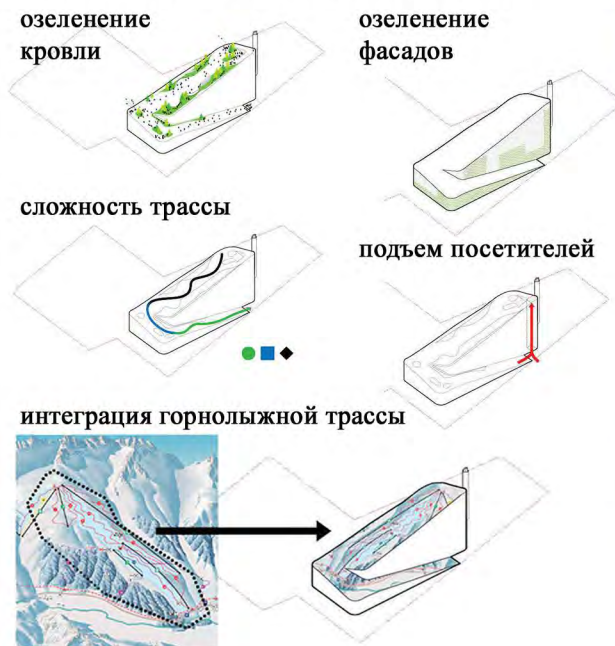 озеленение
кровли
озеленение
фасадов
сложность трассы
подъем посетителей
интеграция горнолыжной трассы